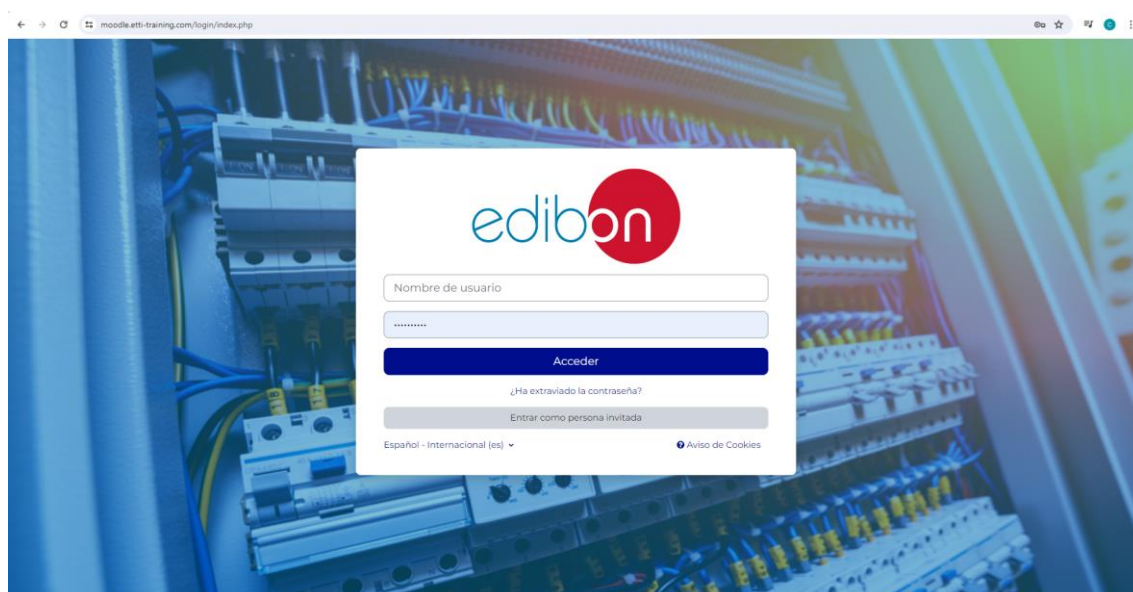 moodle.etti-training.com/login/index.php
edibon
Nombre de usuario
••••••••••
Acceder
¿Ha extraviado la contraseña?
Entrar como persona invitada
Español - Internacional (es)
Aviso de Cookies